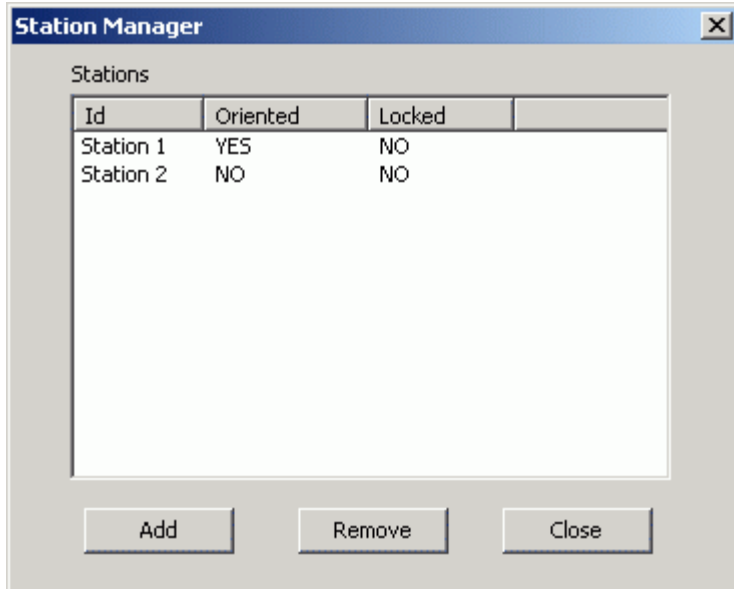 Station Manager
Stations
Id Oriented Locked
Station 1 YES NO
Station 2 NO NO
Add Remove Close